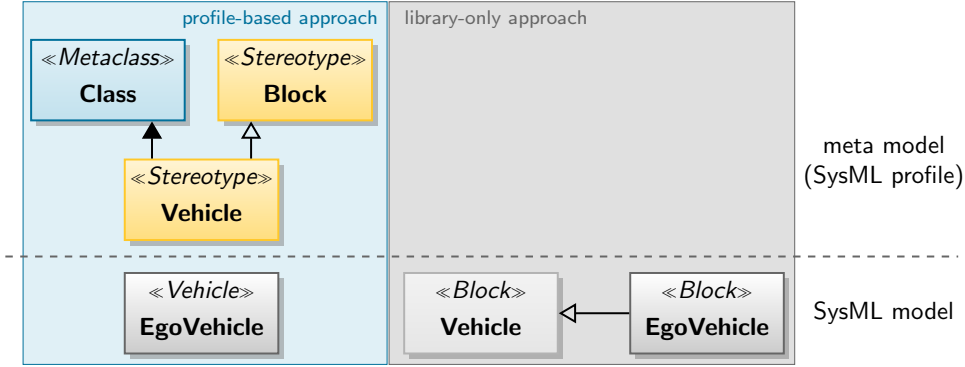 profile-based approach
library-only approach
≪Metaclass≫
Class
≪Stereotype≫
Block
≪Stereotype≫
Vehicle
meta model
(SysML profile)
≪Vehicle≫
EgoVehicle
≪Block≫
Vehicle
≪Block≫
EgoVehicle
SysML model